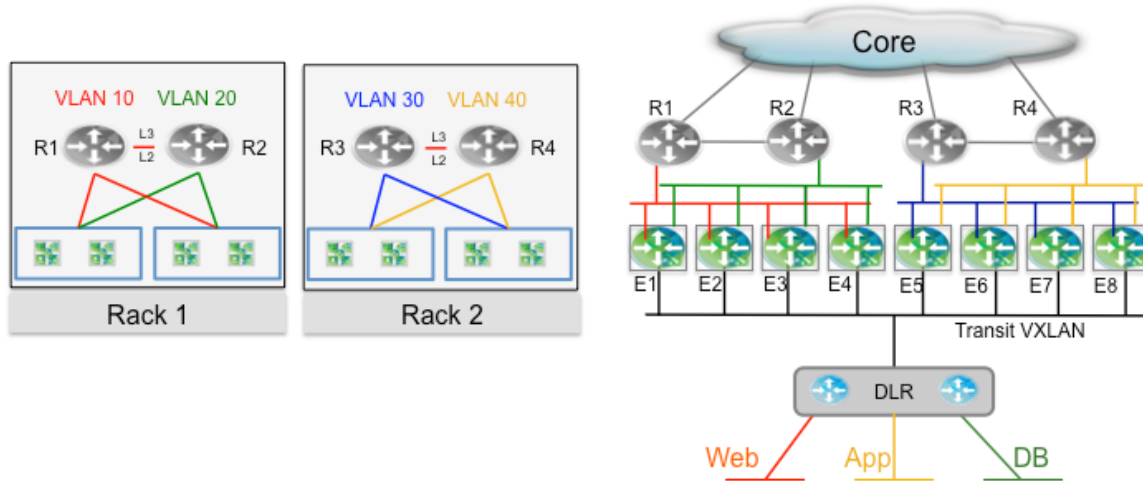 VLAN 10 VLAN 20
R1 L3 R2
L2
Rack 1
VLAN 30 VLAN 40
R3 L3 R4
L2
Rack 2
Core
R1 R2 R3 R4
E1 E2 E3 E4 E5 E6 E7 E8
Transit VXLAN
DLR
Web App DB